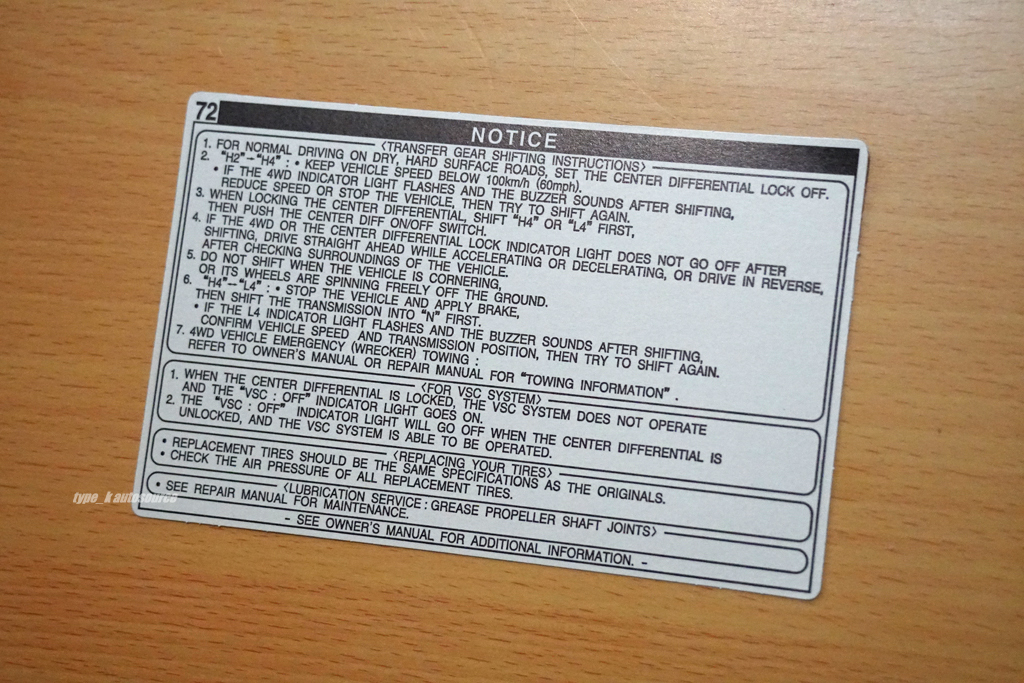 72
NOTICE
<TRANSFER GEAR SHIFTING INSTRUCTIONS>
1. FOR NORMAL DRIVING ON DRY, HARD SURFACE ROADS, SET THE CENTER DIFFERENTIAL LOCK OFF.
2. "H2"–"H4" : • KEEP VEHICLE SPEED BELOW 100km/h (60mph).
• IF THE 4WD INDICATOR LIGHT FLASHES AND THE BUZZER SOUNDS AFTER SHIFTING,
REDUCE SPEED OR STOP THE VEHICLE, THEN TRY TO SHIFT AGAIN.
3. WHEN LOCKING THE CENTER DIFFERENTIAL, SHIFT "H4" OR "L4" FIRST,
THEN PUSH THE CENTER DIFF ON/OFF SWITCH.
4. IF THE 4WD OR THE CENTER DIFFERENTIAL LOCK INDICATOR LIGHT DOES NOT GO OFF AFTER
SHIFTING, DRIVE STRAIGHT AHEAD WHILE ACCELERATING OR DECELERATING, OR DRIVE IN REVERSE,
AFTER CHECKING SURROUNDINGS OF THE VEHICLE.
5. DO NOT SHIFT WHEN THE VEHICLE IS CORNERING,
OR ITS WHEELS ARE SPINNING FREELY OFF THE GROUND.
6. "H4"–"L4" : • STOP THE VEHICLE AND APPLY BRAKE,
THEN SHIFT THE TRANSMISSION INTO "N" FIRST.
• IF THE L4 INDICATOR LIGHT FLASHES AND THE BUZZER SOUNDS AFTER SHIFTING,
CONFIRM VEHICLE SPEED AND TRANSMISSION POSITION, THEN TRY TO SHIFT AGAIN.
7. 4WD VEHICLE EMERGENCY (WRECKER) TOWING :
REFER TO OWNER'S MANUAL OR REPAIR MANUAL FOR "TOWING INFORMATION" .
<FOR VSC SYSTEM>
1. WHEN THE CENTER DIFFERENTIAL IS LOCKED, THE VSC SYSTEM DOES NOT OPERATE
AND THE "VSC : OFF" INDICATOR LIGHT GOES ON.
2. THE "VSC : OFF" INDICATOR LIGHT WILL GO OFF WHEN THE CENTER DIFFERENTIAL IS
UNLOCKED, AND THE VSC SYSTEM IS ABLE TO BE OPERATED.
<REPLACING YOUR TIRES>
• REPLACEMENT TIRES SHOULD BE THE SAME SPECIFICATIONS AS THE ORIGINALS.
• CHECK THE AIR PRESSURE OF ALL REPLACEMENT TIRES.
<LUBRICATION SERVICE : GREASE PROPELLER SHAFT JOINTS>
• SEE REPAIR MANUAL FOR MAINTENANCE.
- SEE OWNER'S MANUAL FOR ADDITIONAL INFORMATION. -
type_k autosource